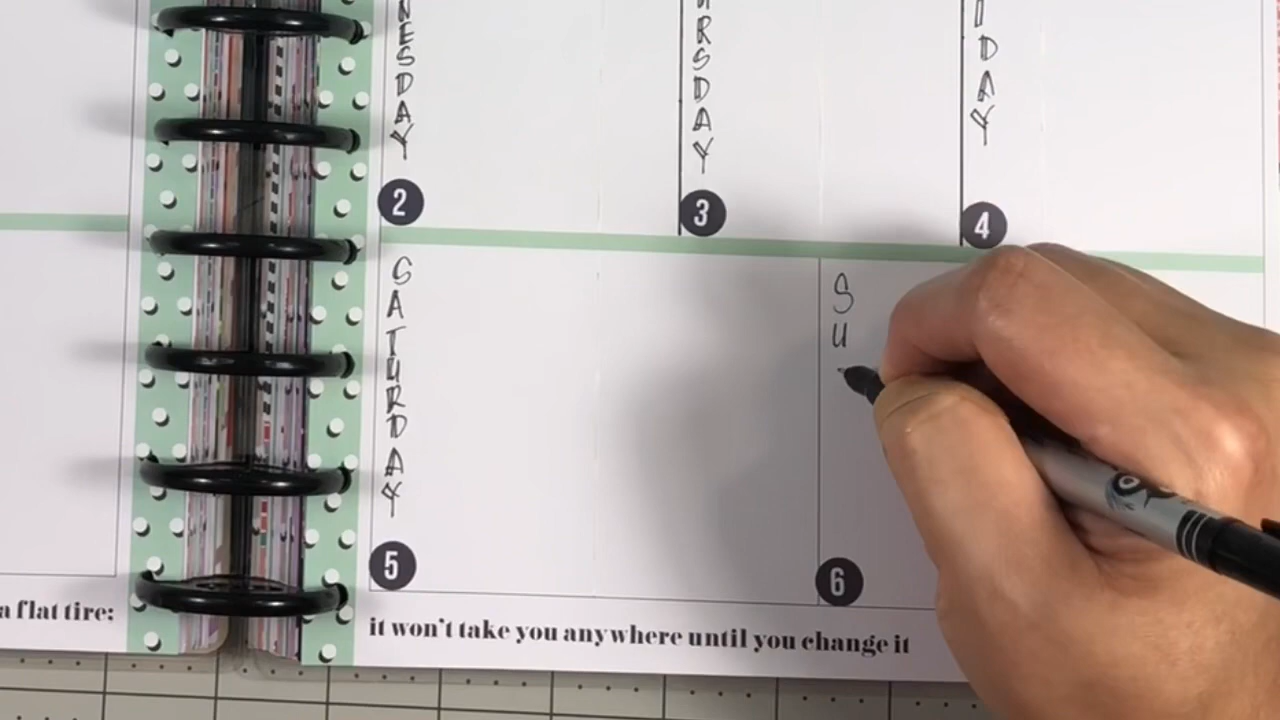 NESDAY
URSDAY
IDAY
2
3
4
SATURDAY
SU
5
6
a flat tire;
it won't take you anywhere until you change it